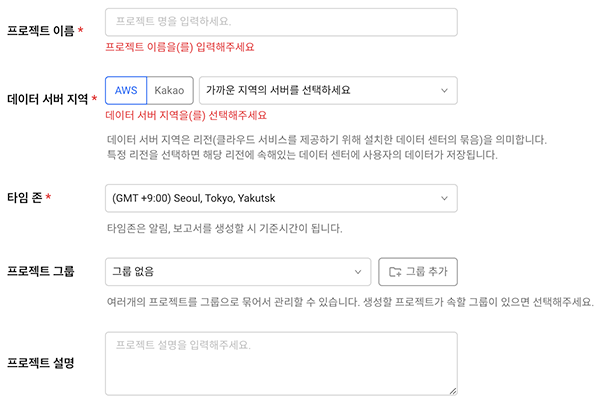 프로젝트 이름 *
프로젝트 명을 입력하세요.
프로젝트 이름을(를) 입력해주세요
데이터 서버 지역 *
AWS
Kakao
가까운 지역의 서버를 선택하세요
데이터 서버 지역을(를) 선택해주세요
데이터 서버 지역은 리전(클라우드 서비스를 제공하기 위해 설치한 데이터 센터의 묶음)을 의미합니다.
특정 리전을 선택하면 해당 리전에 속해있는 데이터 센터에 사용자의 데이터가 저장됩니다.
타임 존 *
(GMT +9:00) Seoul, Tokyo, Yakutsk
타임존은 알림, 보고서를 생성할 시 기준시간이 됩니다.
프로젝트 그룹
그룹 없음
그룹 추가
여러개의 프로젝트를 그룹으로 묶어서 관리할 수 있습니다. 생성할 프로젝트가 속할 그룹이 있으면 선택해주세요.
프로젝트 설명
프로젝트 설명을 입력해주세요.